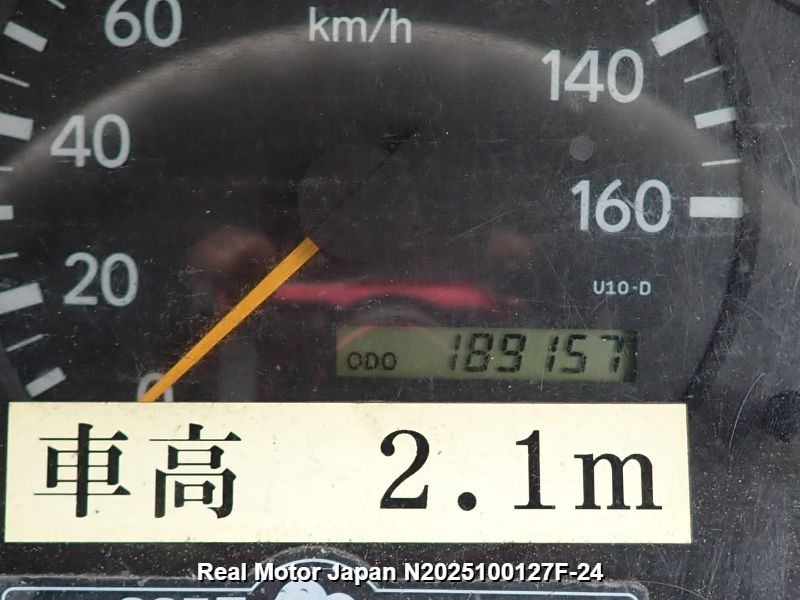 60 km/h
140
40
160
20
U10-D
ODO 189157
0
車高 2.1m
Real Motor Japan N2025100127F-24